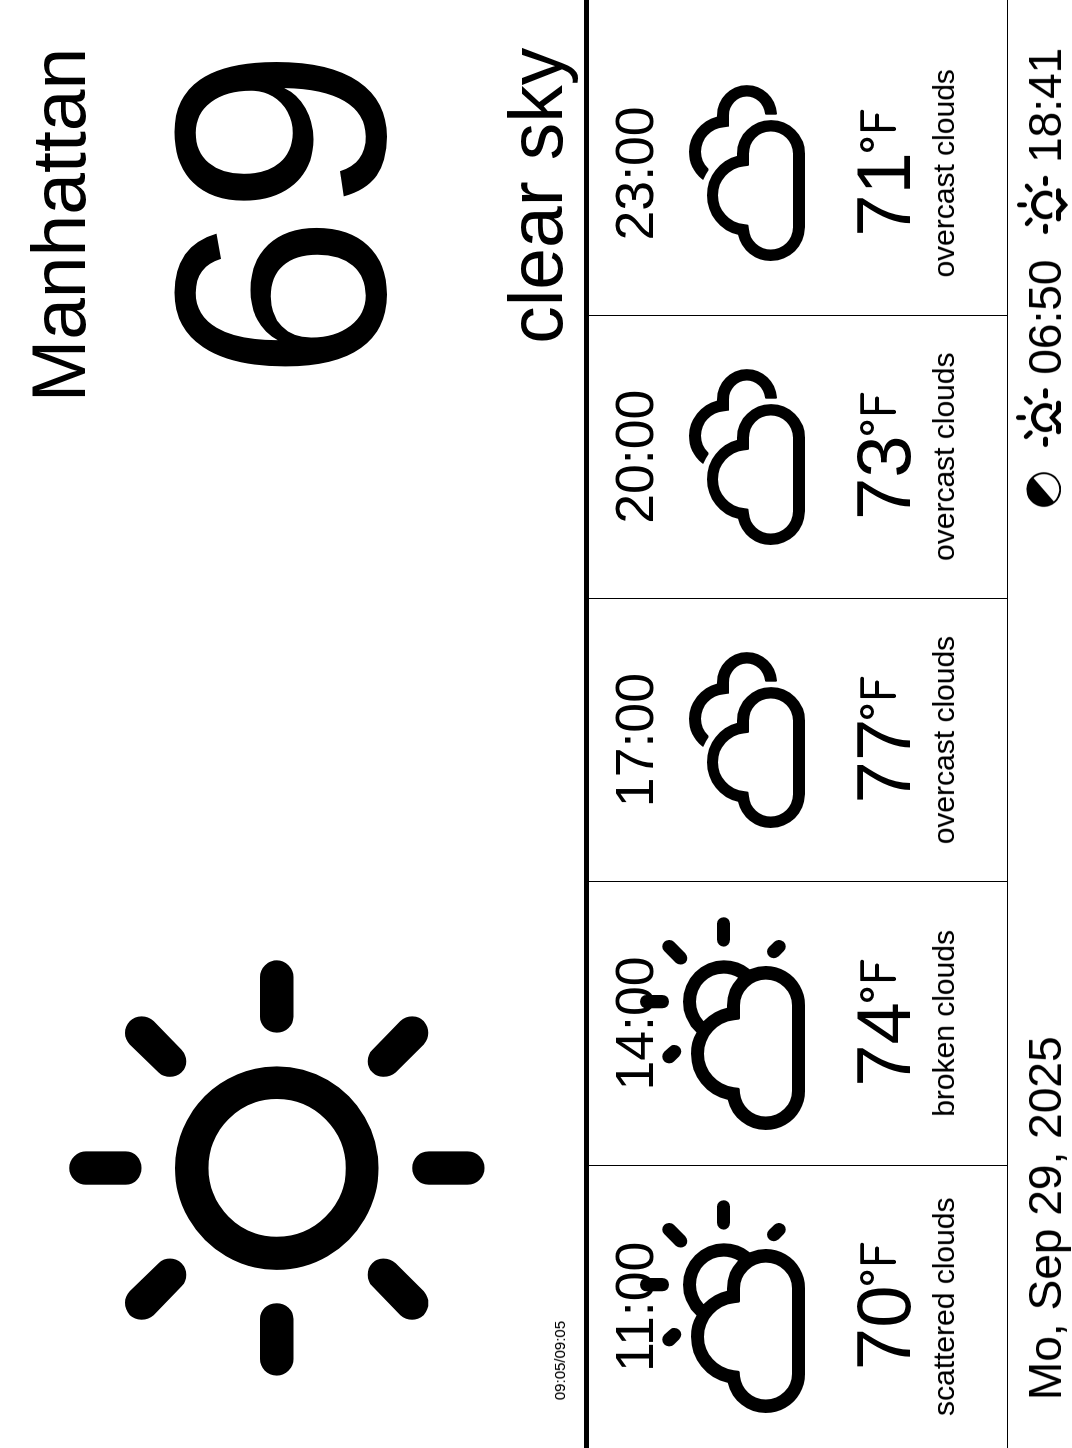 Manhattan
69
clear sky
09:05/09:05
11:00
14:00
17:00
20:00
23:00
70°F
74°F
77°F
73°F
71°F
scattered clouds
broken clouds
overcast clouds
overcast clouds
overcast clouds
Mo, Sep 29, 2025
06:50
18:41